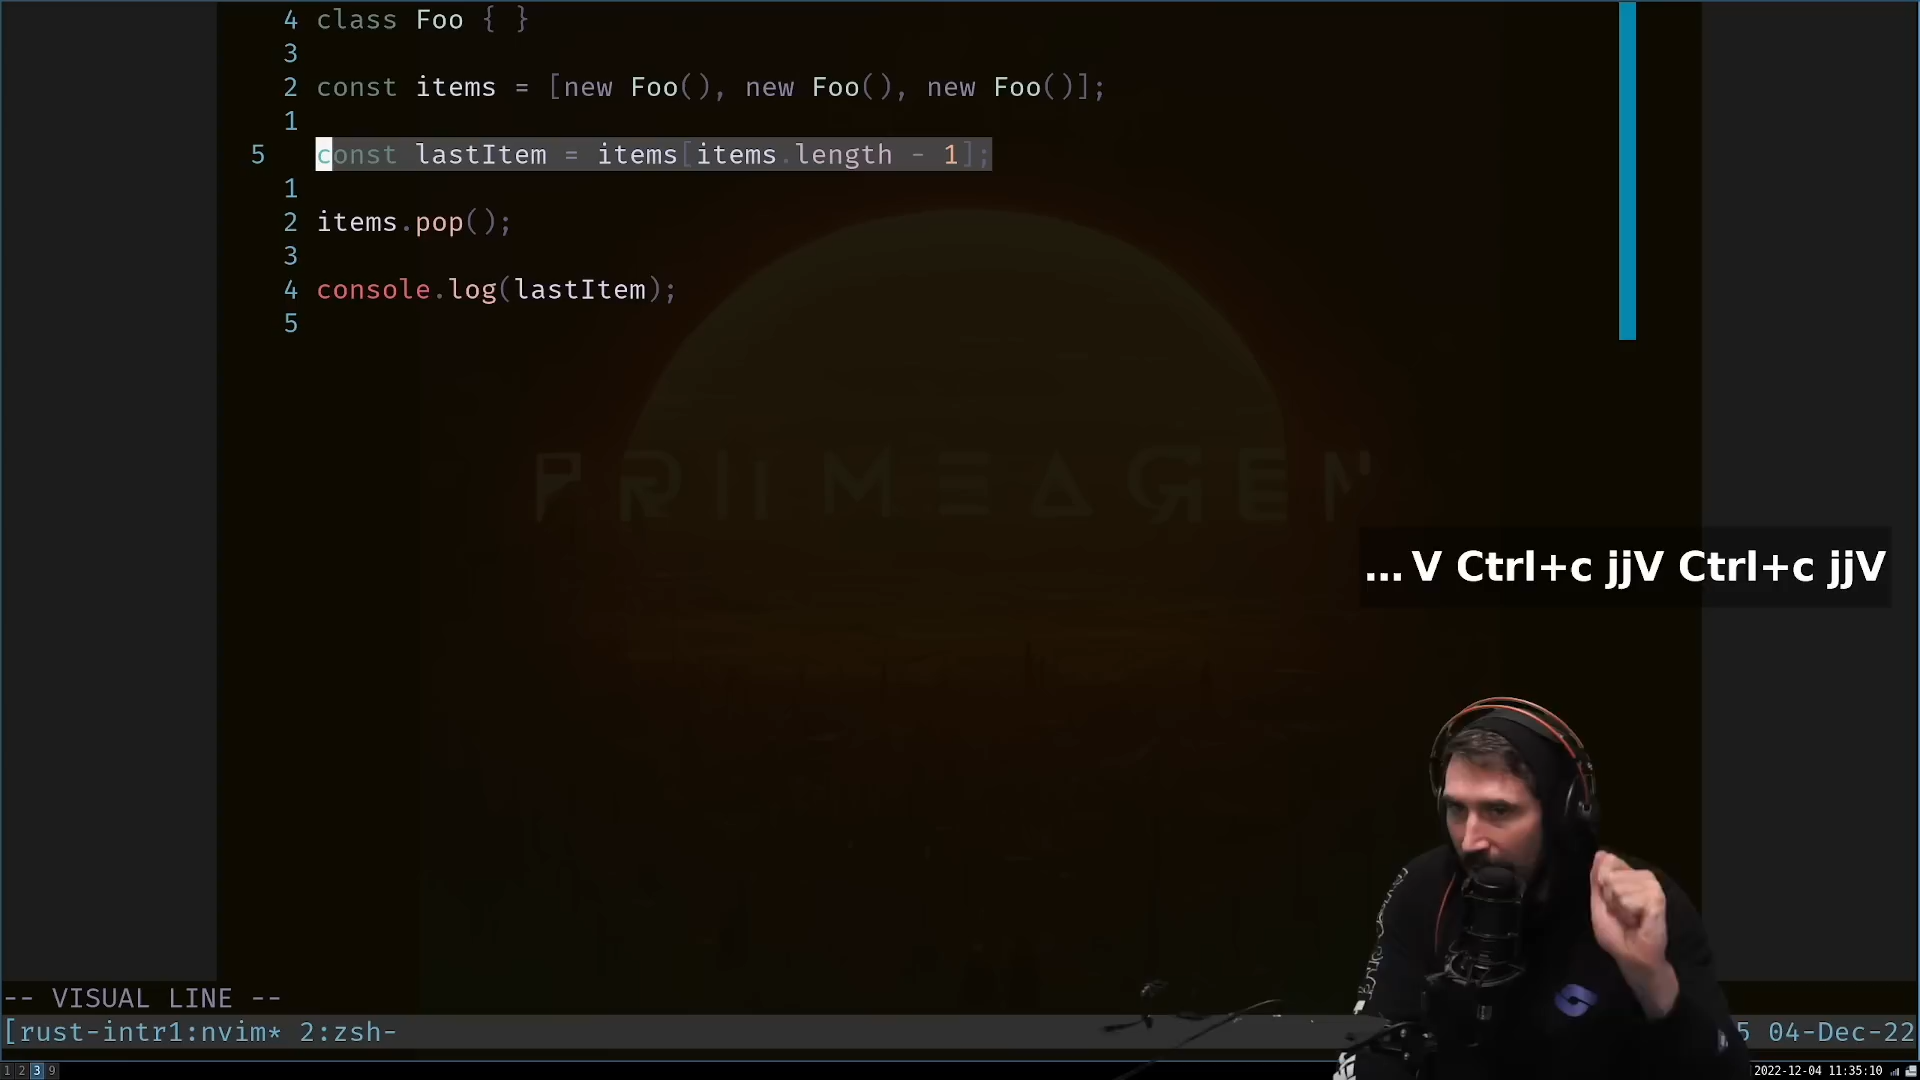 4 class Foo { }
3
2 const items = [new Foo(), new Foo(), new Foo()];
1
5 const lastItem = items[items.length - 1];
1
2 items.pop();
3
4 console.log(lastItem);
5
PRIMEAGEN
... V Ctrl+c jjV Ctrl+c jjV
-- VISUAL LINE --
[rust-intr1:nvim* 2:zsh- 5 04-Dec-22
1 2 3 9 2022-12-04 11:35:10